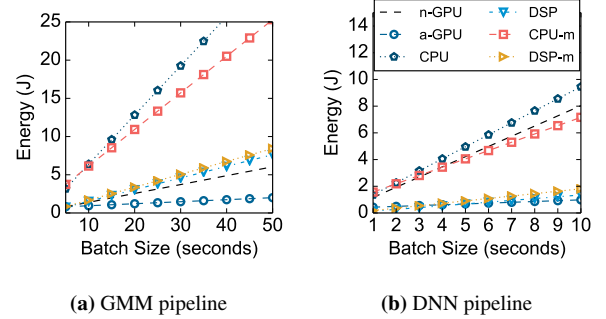 25
20
15
10
5
0
Energy (J)
10 20 30 40 50
Batch Size (seconds)
(a) GMM pipeline
n-GPU
a-GPU
CPU
DSP
CPU-m
DSP-m
14
12
10
8
6
4
2
0
Energy (J)
1 2 3 4 5 6 7 8 9 10
Batch Size (seconds)
(b) DNN pipeline